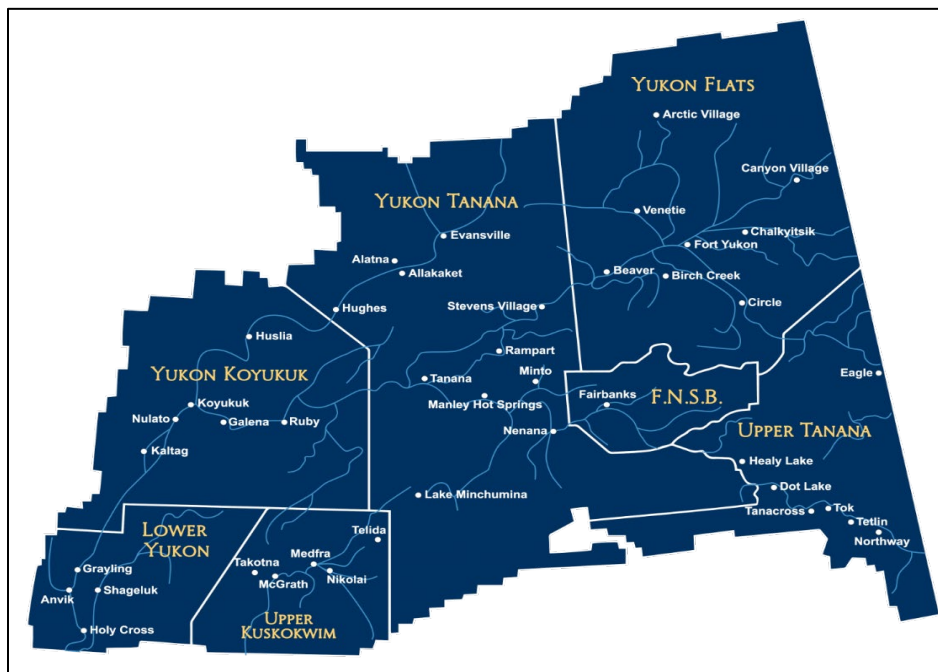 Yukon Flats
Arctic Village
Canyon Village
Yukon Tanana
Venetie
Evansville
Chalkyitsik
Fort Yukon
Alatna
Allakaket
Beaver
Birch Creek
Stevens Village
Circle
Hughes
Huslia
Rampart
Yukon Koyukuk
Tanana
Minto
Eagle
Manley Hot Springs
Fairbanks
F.N.S.B.
Koyukuk
Nulato
Galena
Ruby
Nenana
Upper Tanana
Kaltag
Healy Lake
Lake Minchumina
Dot Lake
Tanacross
Tok
Tetlin
Northway
Lower
Yukon
Telida
Medfra
Takotna
McGrath
Nikolai
Grayling
Anvik
Shageluk
Holy Cross
Upper
Kuskokwim